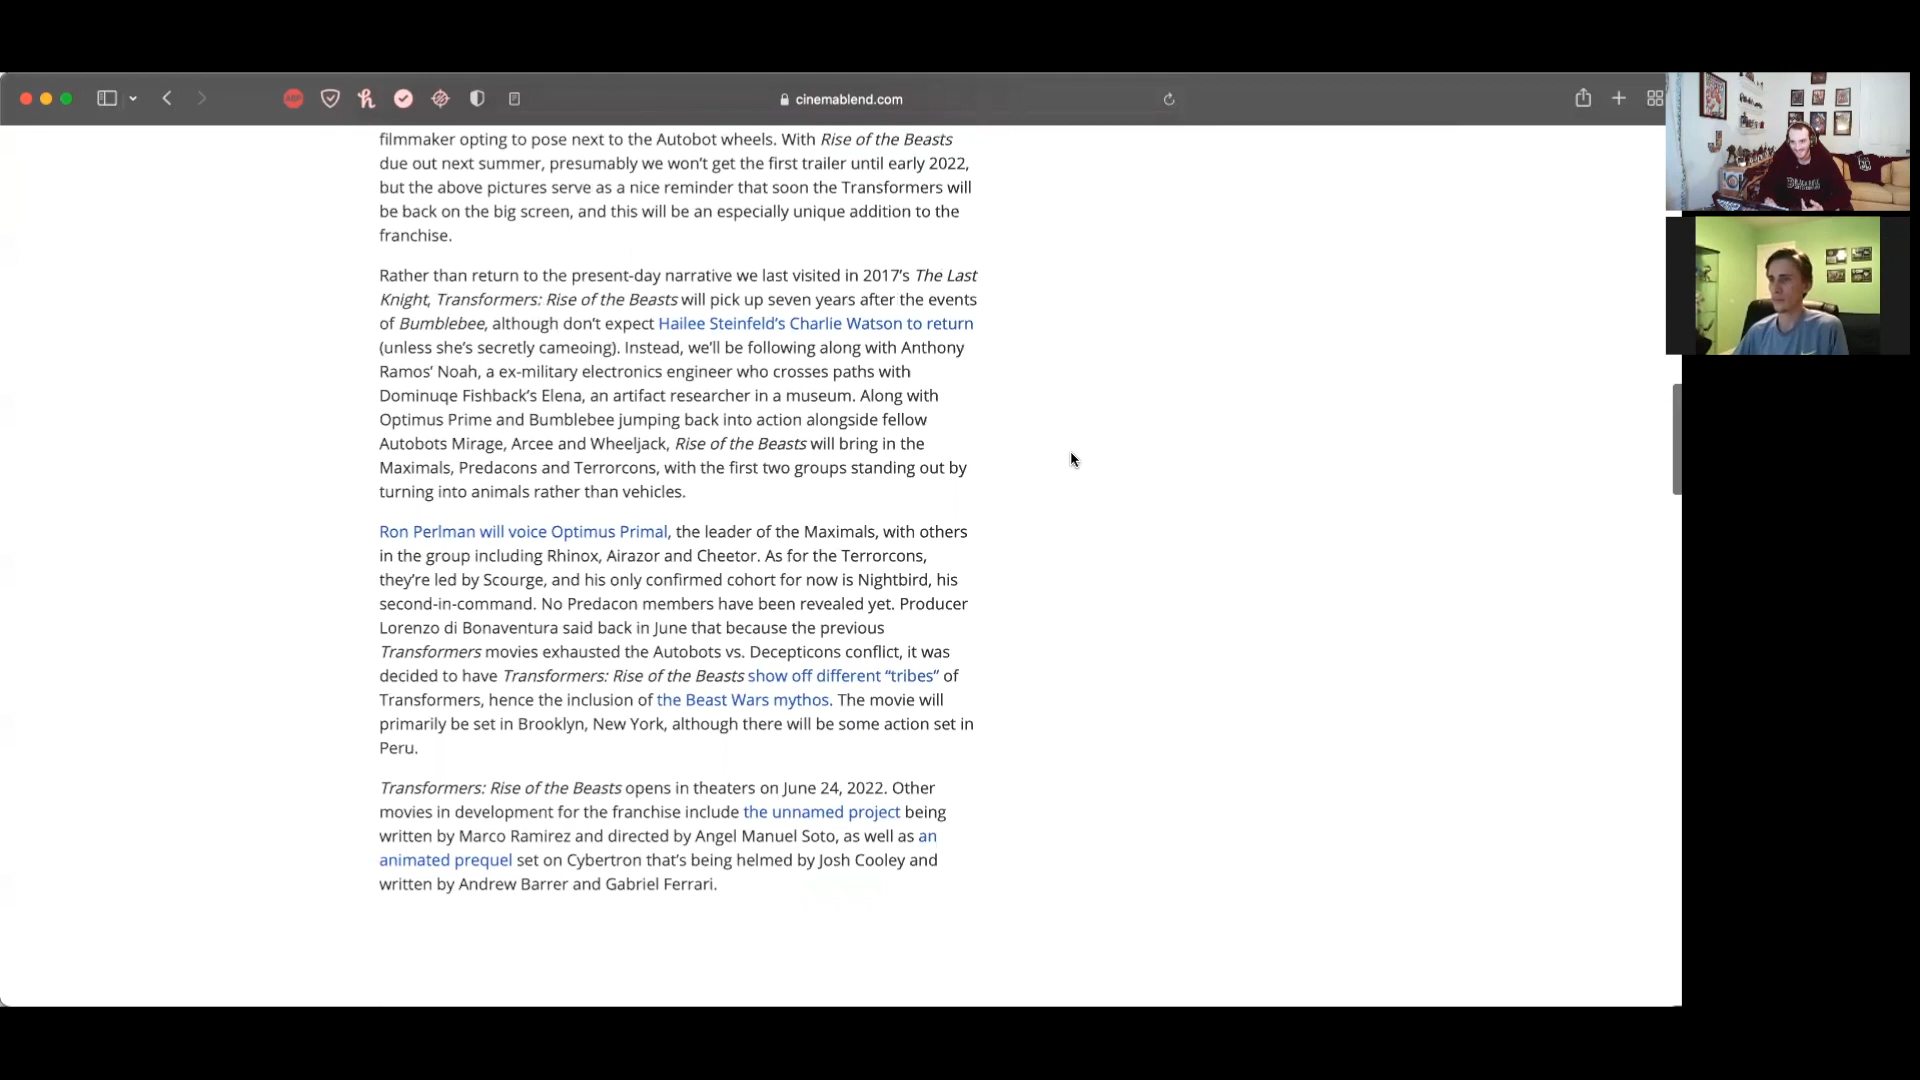 cinemablend.com
filmmaker opting to pose next to the Autobot wheels. With Rise of the Beasts
due out next summer, presumably we won’t get the first trailer until early 2022,
but the above pictures serve as a nice reminder that soon the Transformers will
be back on the big screen, and this will be an especially unique addition to the
franchise.
Rather than return to the present-day narrative we last visited in 2017’s The Last
Knight, Transformers: Rise of the Beasts will pick up seven years after the events
of Bumblebee, although don’t expect Hailee Steinfeld’s Charlie Watson to return
(unless she’s secretly cameoing). Instead, we’ll be following along with Anthony
Ramos’ Noah, a ex-military electronics engineer who crosses paths with
Dominuqe Fishback’s Elena, an artifact researcher in a museum. Along with
Optimus Prime and Bumblebee jumping back into action alongside fellow
Autobots Mirage, Arcee and Wheeljack, Rise of the Beasts will bring in the
Maximals, Predacons and Terrorcons, with the first two groups standing out by
turning into animals rather than vehicles.
Ron Perlman will voice Optimus Primal, the leader of the Maximals, with others
in the group including Rhinox, Airazor and Cheetor. As for the Terrorcons,
they’re led by Scourge, and his only confirmed cohort for now is Nightbird, his
second-in-command. No Predacon members have been revealed yet. Producer
Lorenzo di Bonaventura said back in June that because the previous
Transformers movies exhausted the Autobots vs. Decepticons conflict, it was
decided to have Transformers: Rise of the Beasts show off different “tribes” of
Transformers, hence the inclusion of the Beast Wars mythos. The movie will
primarily be set in Brooklyn, New York, although there will be some action set in
Peru.
Transformers: Rise of the Beasts opens in theaters on June 24, 2022. Other
movies in development for the franchise include the unnamed project being
written by Marco Ramirez and directed by Angel Manuel Soto, as well as an
animated prequel set on Cybertron that’s being helmed by Josh Cooley and
written by Andrew Barrer and Gabriel Ferrari.